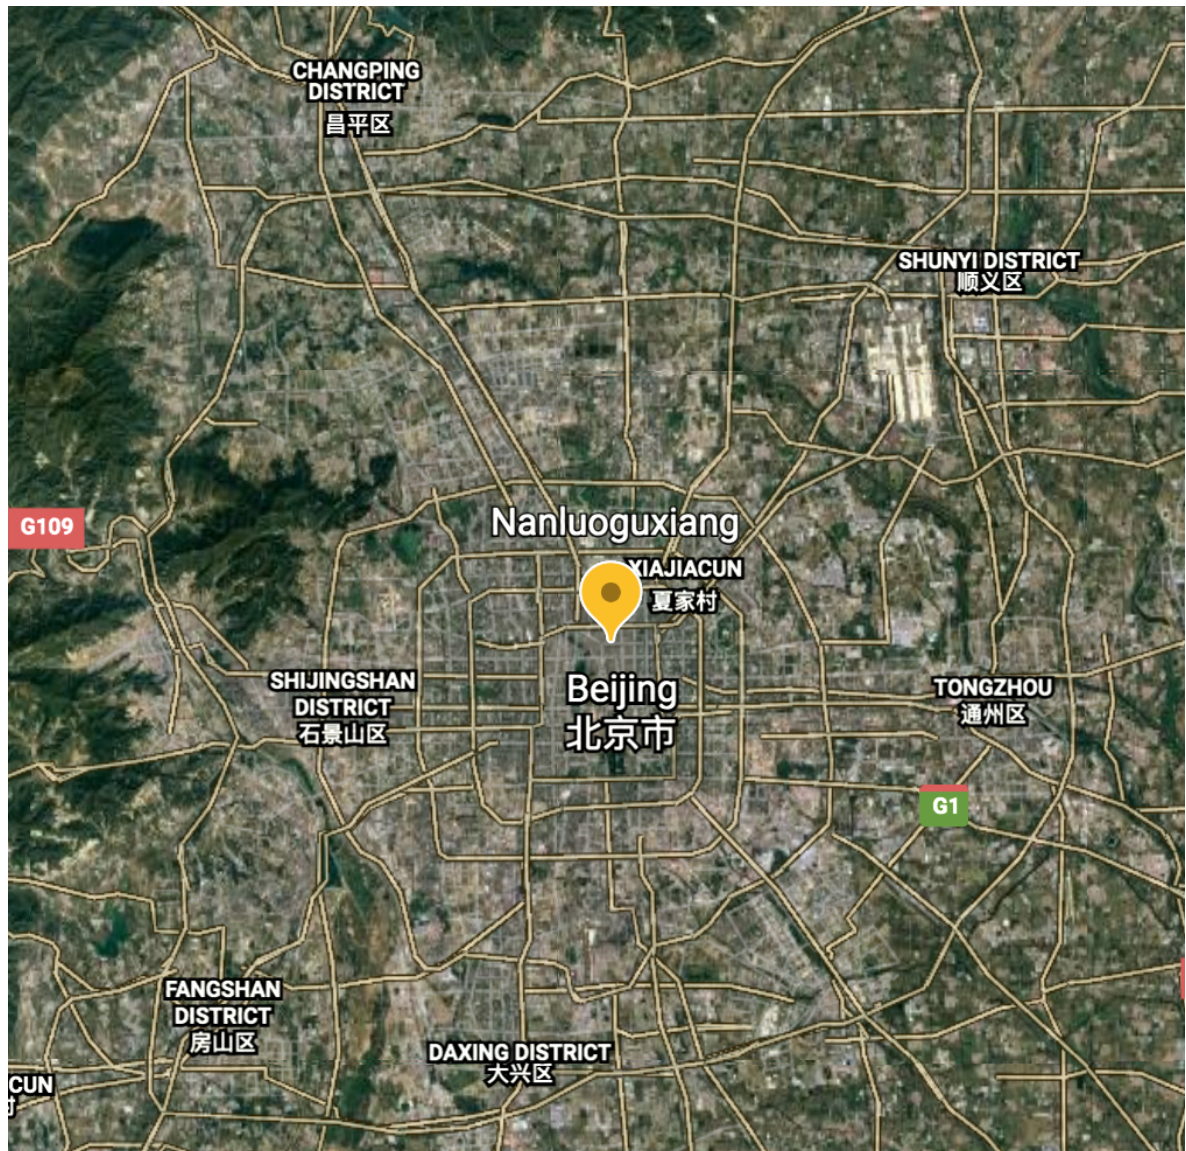 CHANGPING
DISTRICT
昌平区
SHUNYI DISTRICT
顺义区
G109
Nanluoguxiang
XIAJIACUN
夏家村
SHIJINGSHAN
DISTRICT
石景山区
Beijing
北京市
TONGZHOU
通州区
G1
FANGSHAN
DISTRICT
房山区
DAXING DISTRICT
大兴区
CUN
村